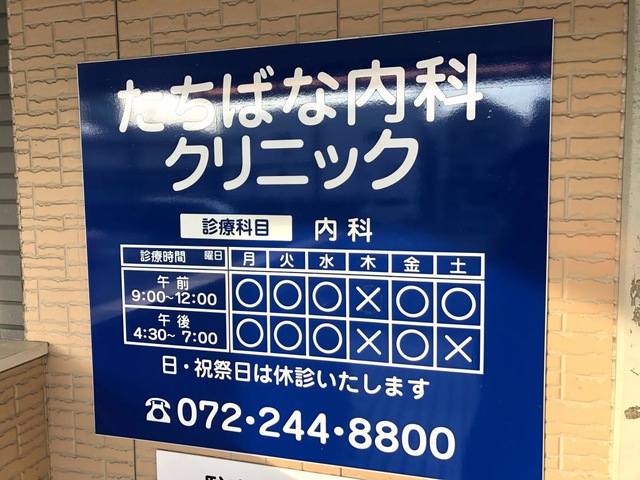 たちばな内科
クリニック
診療科目 内科
診療時間 曜日 月 火 水 木 金 土
午前
9:00~12:00 ○ ○ ○ × ○ ○
午後
4:30~7:00 ○ ○ ○ × ○ ×
日・祝祭日は休診いたします
☎072・244・8800